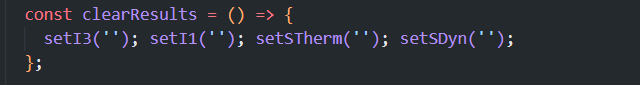 const clearResults = () => {
  setI3(''); setI1(''); setSTherm(''); setSDyn('');
};